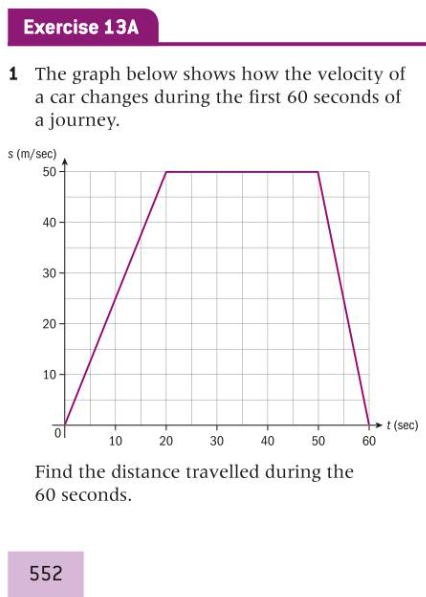 Exercise 13A
1 The graph below shows how the velocity of
a car changes during the first 60 seconds of
a journey.
s (m/sec)
50
40
30
20
10
0
10 20 30 40 50 60
t (sec)
Find the distance travelled during the
60 seconds.
552